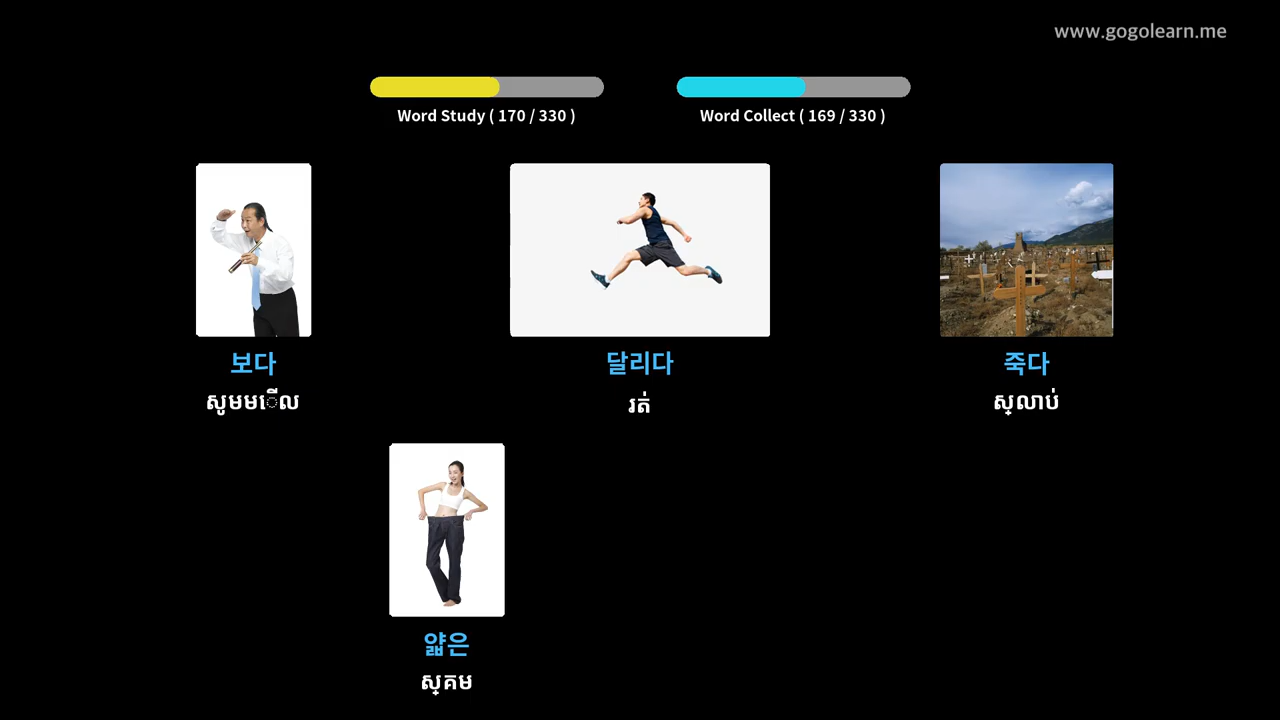 www.gogolearn.me
Word Study ( 170 / 330 )
Word Collect ( 169 / 330 )
보다
달리다
죽다
សូមមើល
រត់
ស្លាប់
얇은
ស្គម